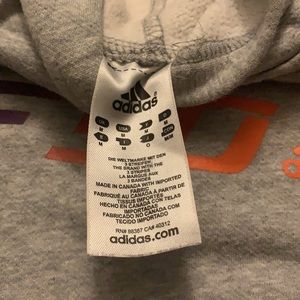 adidas
DIE WELTMARKE MIT DEN
3 STREIFEN
THE BRAND WITH THE
3 STRIPES
LA MARQUE AUX
3 BANDES
MADE IN CANADA WITH IMPORTED
FABRIC
FABRIQUÉ AU CANADA À PARTIR DE
TISSUS IMPORTÉS
HECHO EN CANADA CON TELAS
IMPORTADAS
FABRICADO NO CANADA COM
TECIDO IMPORTADO
RN# 88387 CA# 40312
adidas.com